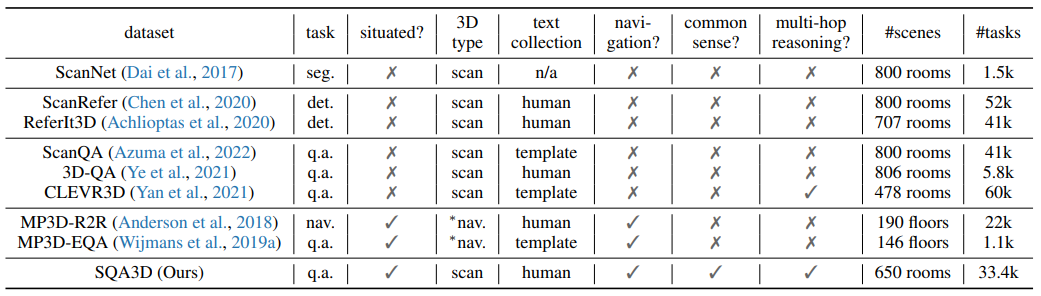 dataset task situated? 3D type text collection navi- gation? common sense? multi-hop reasoning? #scenes #tasks
ScanNet (Dai et al., 2017) seg. ✗ scan n/a ✗ ✗ ✗ 800 rooms 1.5k
ScanRefer (Chen et al., 2020) det. ✗ scan human ✗ ✗ ✗ 800 rooms 52k
ReferIt3D (Achlioptas et al., 2020) det. ✗ scan human ✗ ✗ ✗ 707 rooms 41k
ScanQA (Azuma et al., 2022) q.a. ✗ scan template ✗ ✗ ✗ 800 rooms 41k
3D-QA (Ye et al., 2021) q.a. ✗ scan human ✗ ✗ ✗ 806 rooms 5.8k
CLEVR3D (Yan et al., 2021) q.a. ✗ scan template ✗ ✗ ✓ 478 rooms 60k
MP3D-R2R (Anderson et al., 2018) nav. ✓ *nav. human ✓ ✗ ✗ 190 floors 22k
MP3D-EQA (Wijmans et al., 2019a) q.a. ✓ *nav. template ✓ ✗ ✗ 146 floors 1.1k
SQA3D (Ours) q.a. ✓ scan human ✓ ✓ ✓ 650 rooms 33.4k